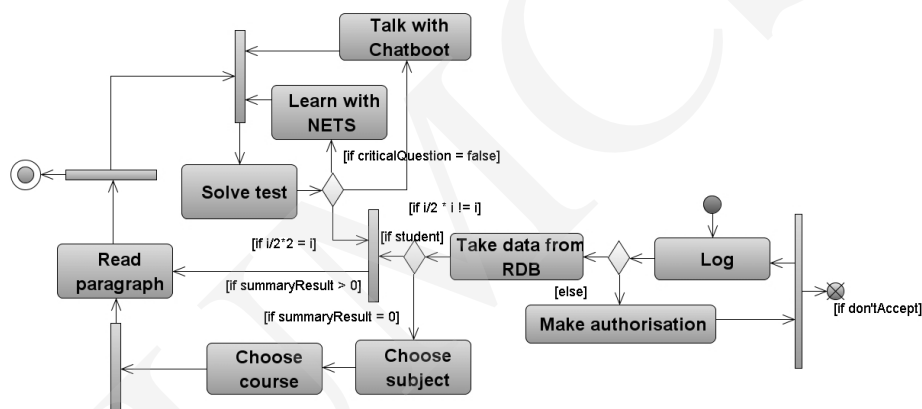 Talk with
Chatboot
Learn with
NETS
[if criticalQuestion = false]
Solve test
[if i/2 * i != i]
[if i/2*2 = i]
[if student]
Take data from
RDB
Log
Read
paragraph
[if summaryResult > 0]
[else]
[if don'tAccept]
[if summaryResult = 0]
Make authorisation
Choose
course
Choose
subject